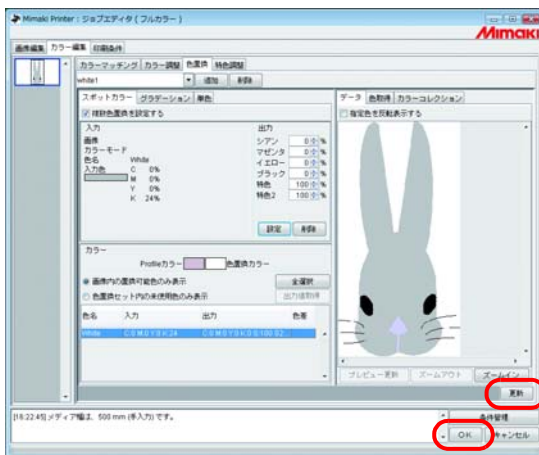 Mimaki Printer : ジョブエディタ (フルカラー)
Mimaki
画像編集 カラー編集 印刷条件
カラーマッチング カラー調整 色置換 特色調整
white1 追加 削除
スポットカラー グラデーション 単色
データ 色取得 カラーコレクション
複数色置換を設定する
指定色を反転表示する
入力 出力
画像 シアン 0 %
カラーモード マゼンタ 0 %
色名 White イエロー 0 %
入力色 C 0% ブラック 0 %
M 0% 特色 100 %
Y 0% 特色2 100 %
K 24%
設定 削除
カラー
Profileカラー 色置換カラー
画像内の置換可能色のみ表示 全選択
色置換セット内の未使用色のみ表示 出力値取得
色名 入力 出力 色差
White C:0 M:0 Y:0 K:24 C:0 M:0 Y:0 K:0 S:100 S2:...
プレビュー更新 ズームアウト ズームイン
更新
[18:22:45] メディア幅は、500 mm (手入力) です。
条件管理
OK キャンセル